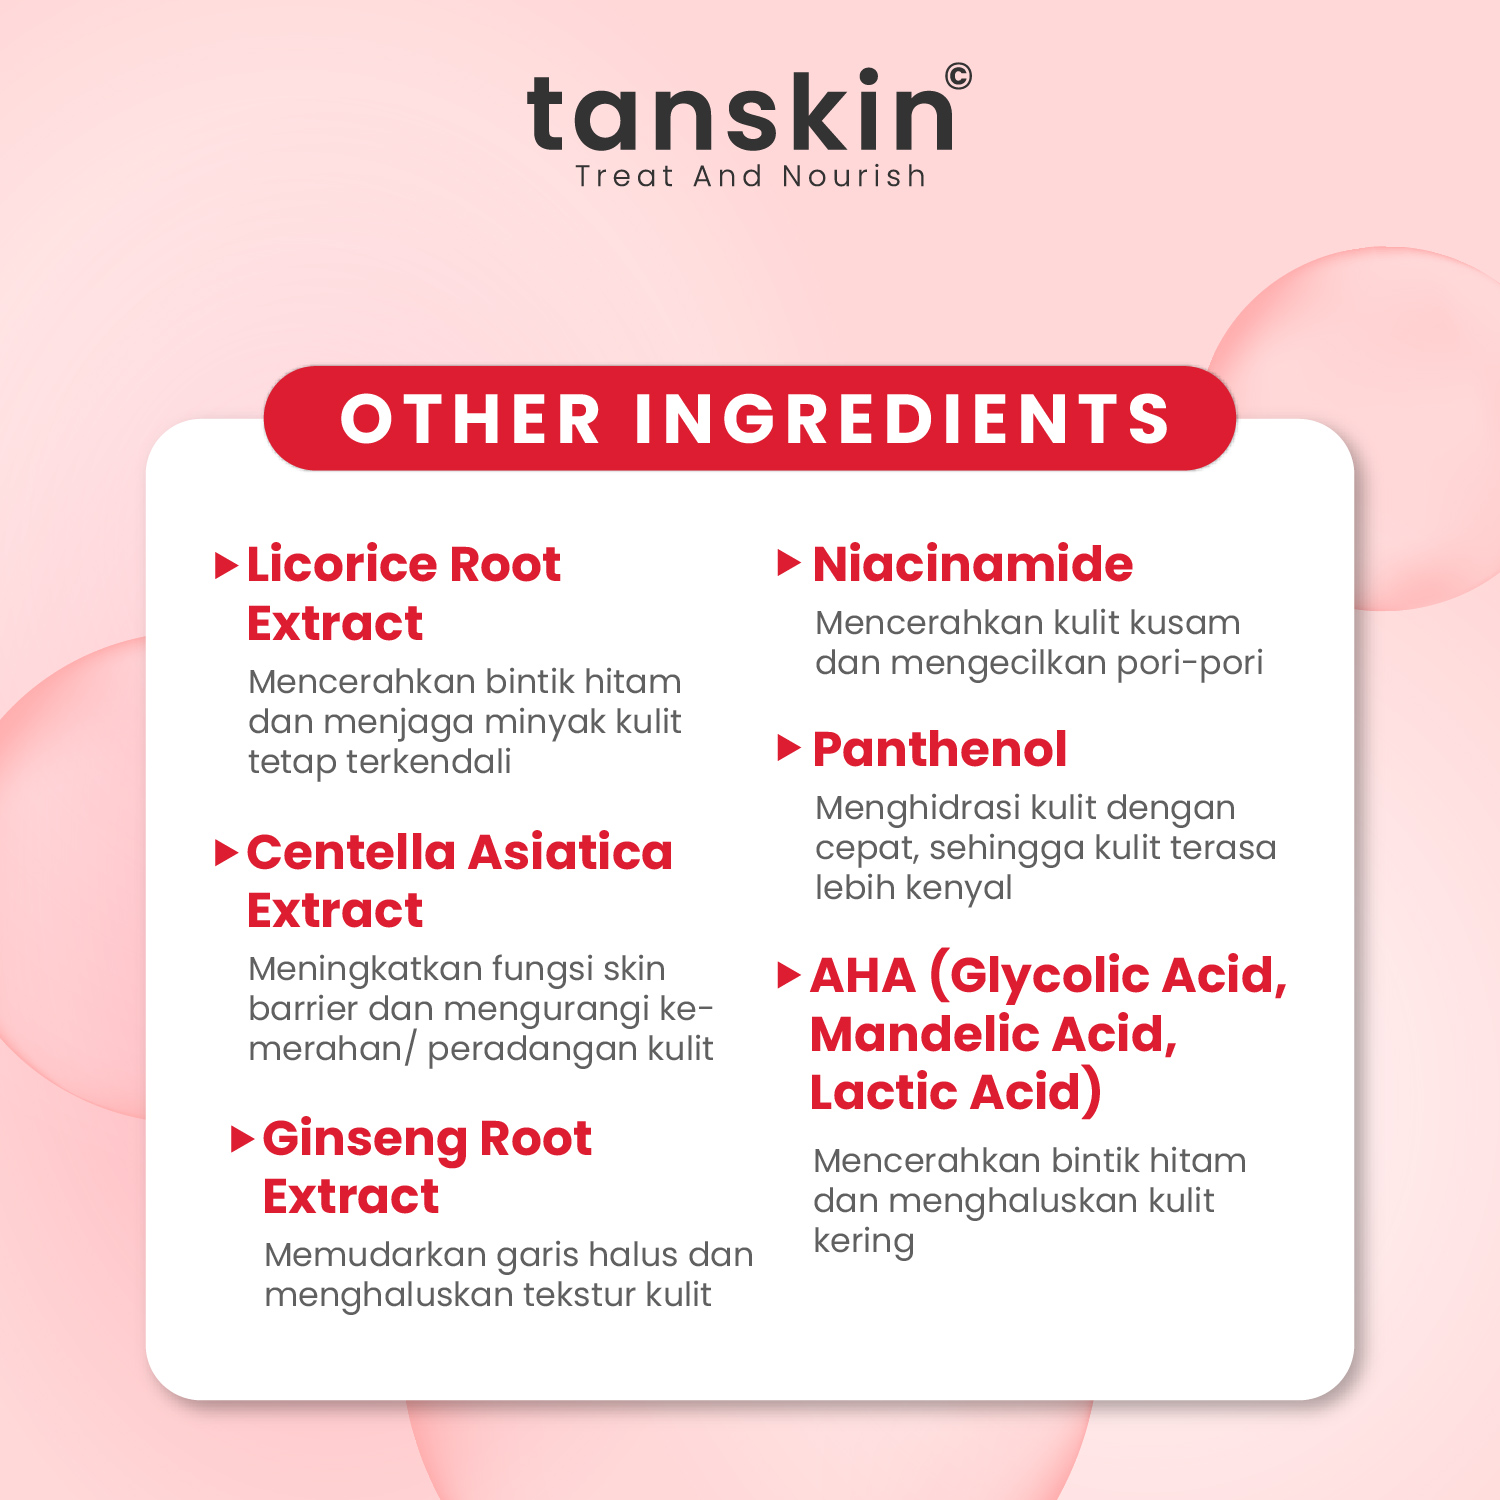 tanskin©
Treat And Nourish
OTHER INGREDIENTS
Licorice Root
Extract
Mencerahkan bintik hitam
dan menjaga minyak kulit
tetap terkendali
Centella Asiatica
Extract
Meningkatkan fungsi skin
barrier dan mengurangi ke-
merahan/ peradangan kulit
Ginseng Root
Extract
Memudarkan garis halus dan
menghaluskan tekstur kulit
Niacinamide
Mencerahkan kulit kusam
dan mengecilkan pori-pori
Panthenol
Menghidrasi kulit dengan
cepat, sehingga kulit terasa
lebih kenyal
AHA (Glycolic Acid,
Mandelic Acid,
Lactic Acid)
Mencerahkan bintik hitam
dan menghaluskan kulit
kering